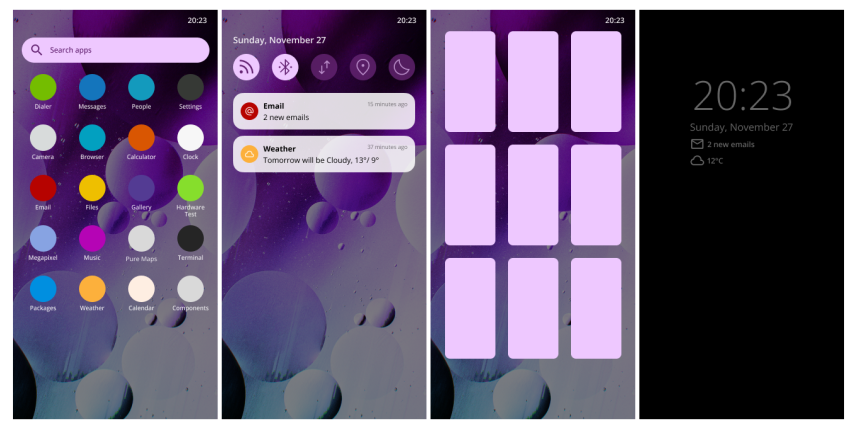 20:23
Search apps
Dialer
Messages
People
Settings
Camera
Browser
Calculator
Clock
Email
Files
Gallery
Hardware
Test
Megapixel
Music
Pure Maps
Terminal
Packages
Weather
Calendar
Components
20:23
Sunday, November 27
Email
15 minutes ago
2 new emails
Weather
37 minutes ago
Tomorrow will be Cloudy, 13°/ 9°
20:23
20:23
Sunday, November 27
2 new emails
12°C